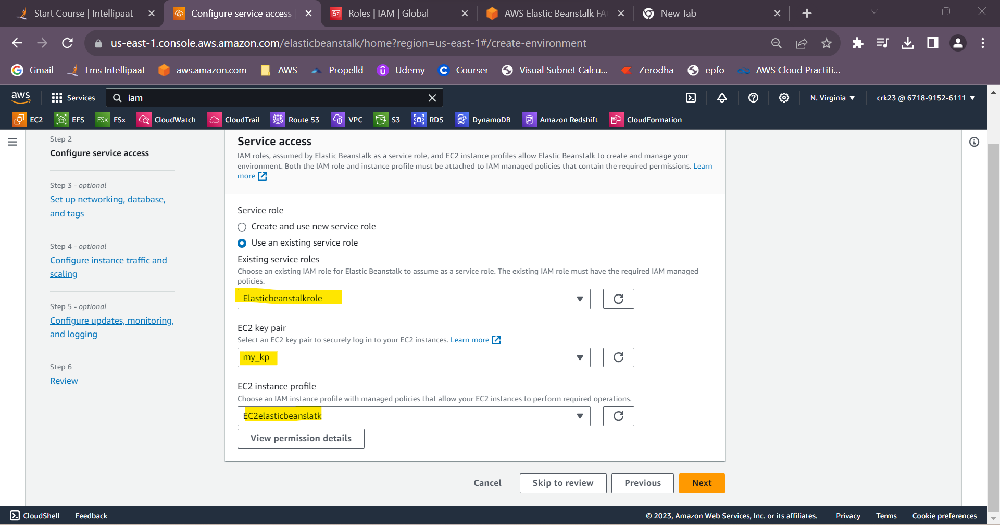 Start Course | Intellipaat
Configure service access
Roles | IAM | Global
AWS Elastic Beanstalk FA
New Tab
us-east-1.console.aws.amazon.com/elasticbeanstalk/home?region=us-east-1#/create-environment
Gmail
Lms Intellipaat
aws.amazon.com
AWS
Propelld
Udemy
Courser
Visual Subnet Calcu...
Zerodha
epfo
AWS Cloud Practiti...
aws
Services
iam
N. Virginia
crk23 @ 6718-9152-6111
EC2
EFS
FSx
FSx
CloudWatch
CloudTrail
Route 53
VPC
S3
RDS
DynamoDB
Amazon Redshift
CloudFormation
Step 2
Configure service access
Step 3 - optional
Set up networking, database,
and tags
Step 4 - optional
Configure instance traffic and
scaling
Step 5 - optional
Configure updates, monitoring,
and logging
Step 6
Review
Service access
IAM roles, assumed by Elastic Beanstalk as a service role, and EC2 instance profiles allow Elastic Beanstalk to create and manage your
environment. Both the IAM role and instance profile must be attached to IAM managed policies that contain the required permissions. Learn
more
Service role
Create and use new service role
Use an existing service role
Existing service roles
Choose an existing IAM role for Elastic Beanstalk to assume as a service role. The existing IAM role must have the required IAM managed
policies.
Elasticbeanstalkrole
EC2 key pair
Select an EC2 key pair to securely log in to your EC2 instances. Learn more
my_kp
EC2 instance profile
Choose an IAM instance profile with managed policies that allow your EC2 instances to perform required operations.
EC2elasticbeanslatk
View permission details
Cancel
Skip to review
Previous
Next
CloudShell
Feedback
© 2023, Amazon Web Services, Inc. or its affiliates.
Privacy
Terms
Cookie preferences